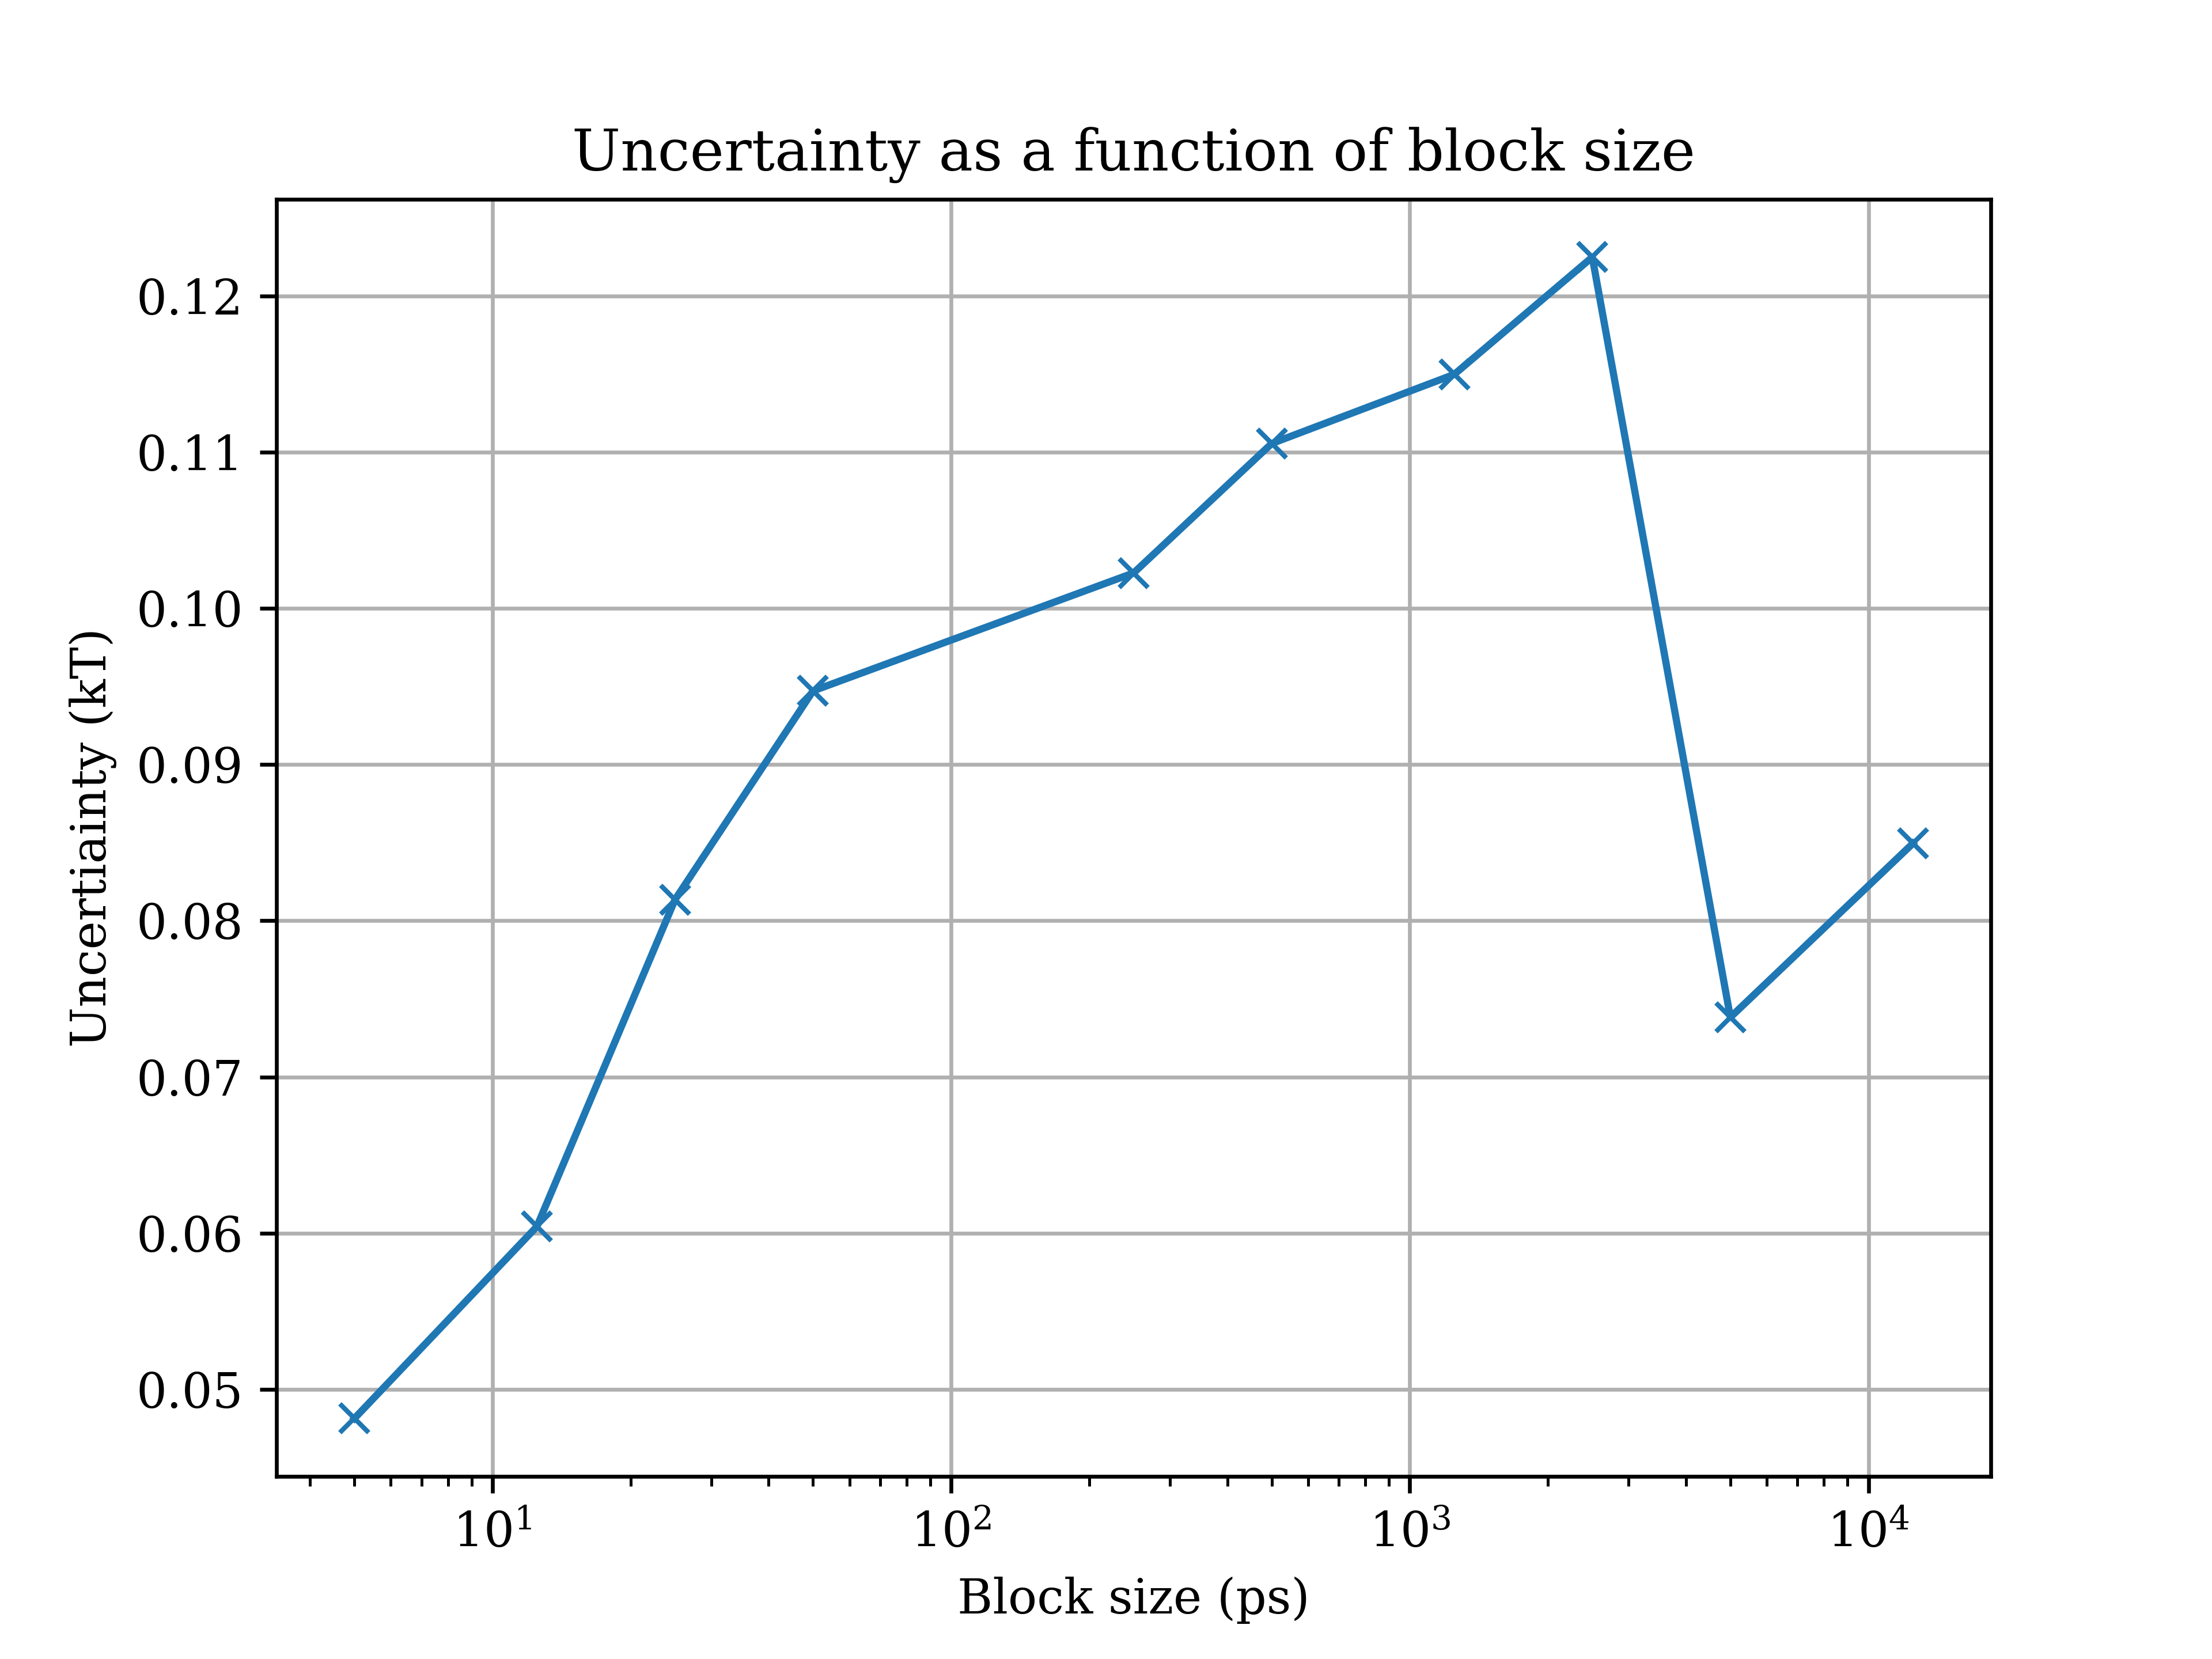 Uncertainty as a function of block size
0.12
0.11
0.10
0.09
0.08
0.07
0.06
0.05
Uncertiainty (kT)
10¹ 10² 10³ 10⁴
Block size (ps)